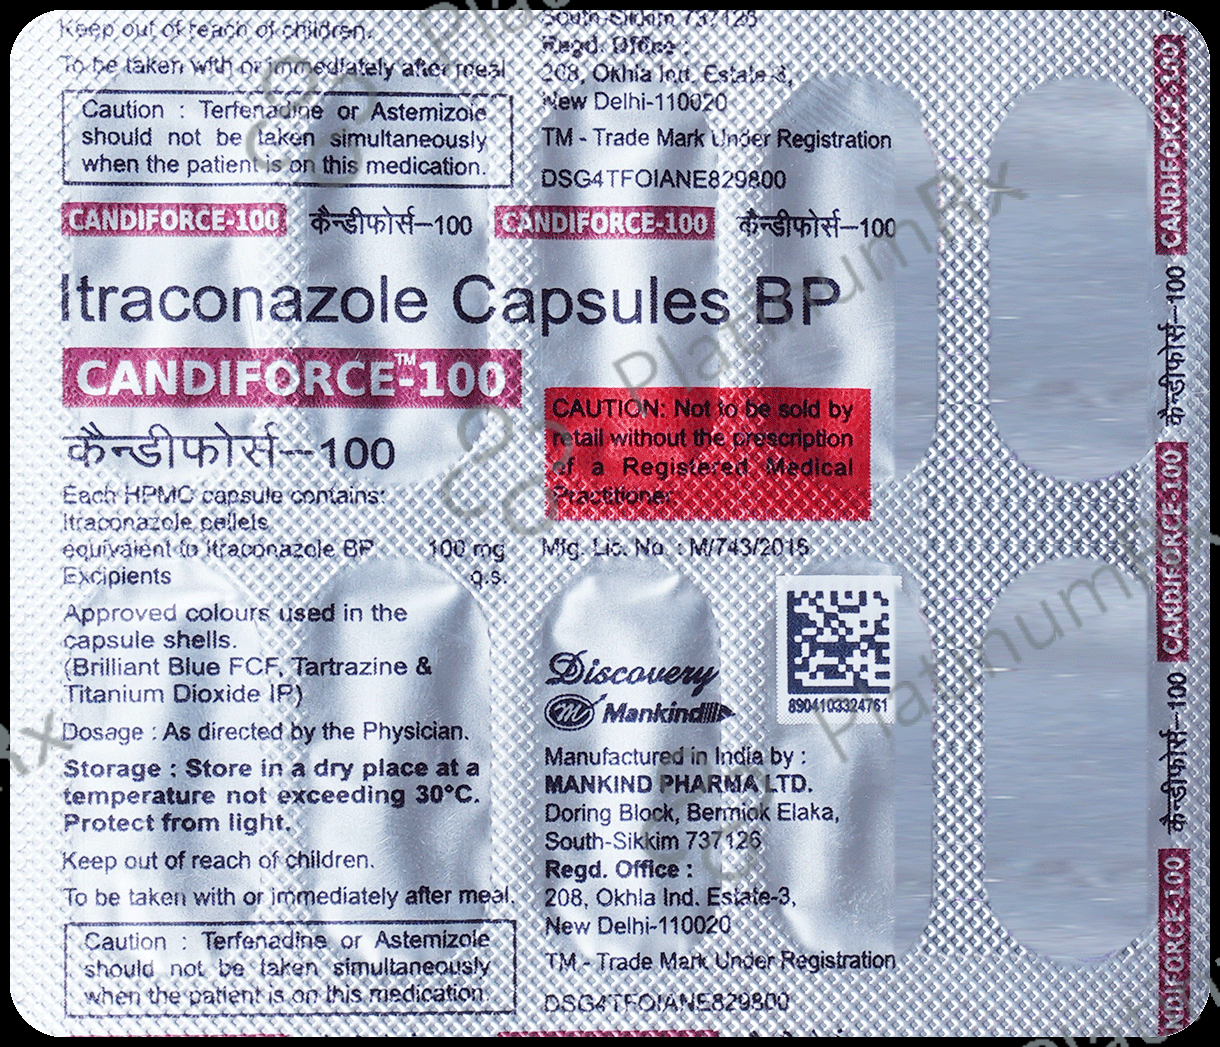 Keep out of reach of children.
To be taken with or immediately after meal
Caution : Terfenadine or Astemizole
should not be taken simultaneously
when the patient is on this medication.
South-Sikkim 737126
Regd. Office :
208, Okhla Ind. Estate-3,
New Delhi-110020
TM - Trade Mark Under Registration
DSG4TFOIANE829800
CANDIFORCE-100 कैन्डीफोर्स–100 CANDIFORCE-100 कैन्डीफोर्स–100
Itraconazole Capsules BP
CANDIFORCE™-100
कैन्डीफोर्स–100
CAUTION: Not to be sold by
retail without the prescription
of a Registered Medical
Practitioner
Each HPMC capsule contains:
Itraconazole pellets
equivalent to Itraconazole BP 100 mg
Excipients q.s.
Approved colours used in the
capsule shells.
(Brilliant Blue FCF, Tartrazine &
Titanium Dioxide IP)
Dosage : As directed by the Physician.
Storage : Store in a dry place at a
temperature not exceeding 30°C.
Protect from light.
Keep out of reach of children.
To be taken with or immediately after meal.
Caution : Terfenadine or Astemizole
should not be taken simultaneously
when the patient is on this medication.
Mfg. Lic. No. : M/743/2016
8904103324761
Discovery
Mankind
Manufactured in India by :
MANKIND PHARMA LTD.
Doring Block, Bermiok Elaka,
South-Sikkim 737126
Regd. Office :
208, Okhla Ind. Estate-3,
New Delhi-110020
TM - Trade Mark Under Registration
DSG4TFOIANE829800
CANDIFORCE-100
कैन्डीफोर्स–100
CANDIFORCE-100
कैन्डीफोर्स–100
NDIFORCE-100
PlatinumRx
PlatinumRx